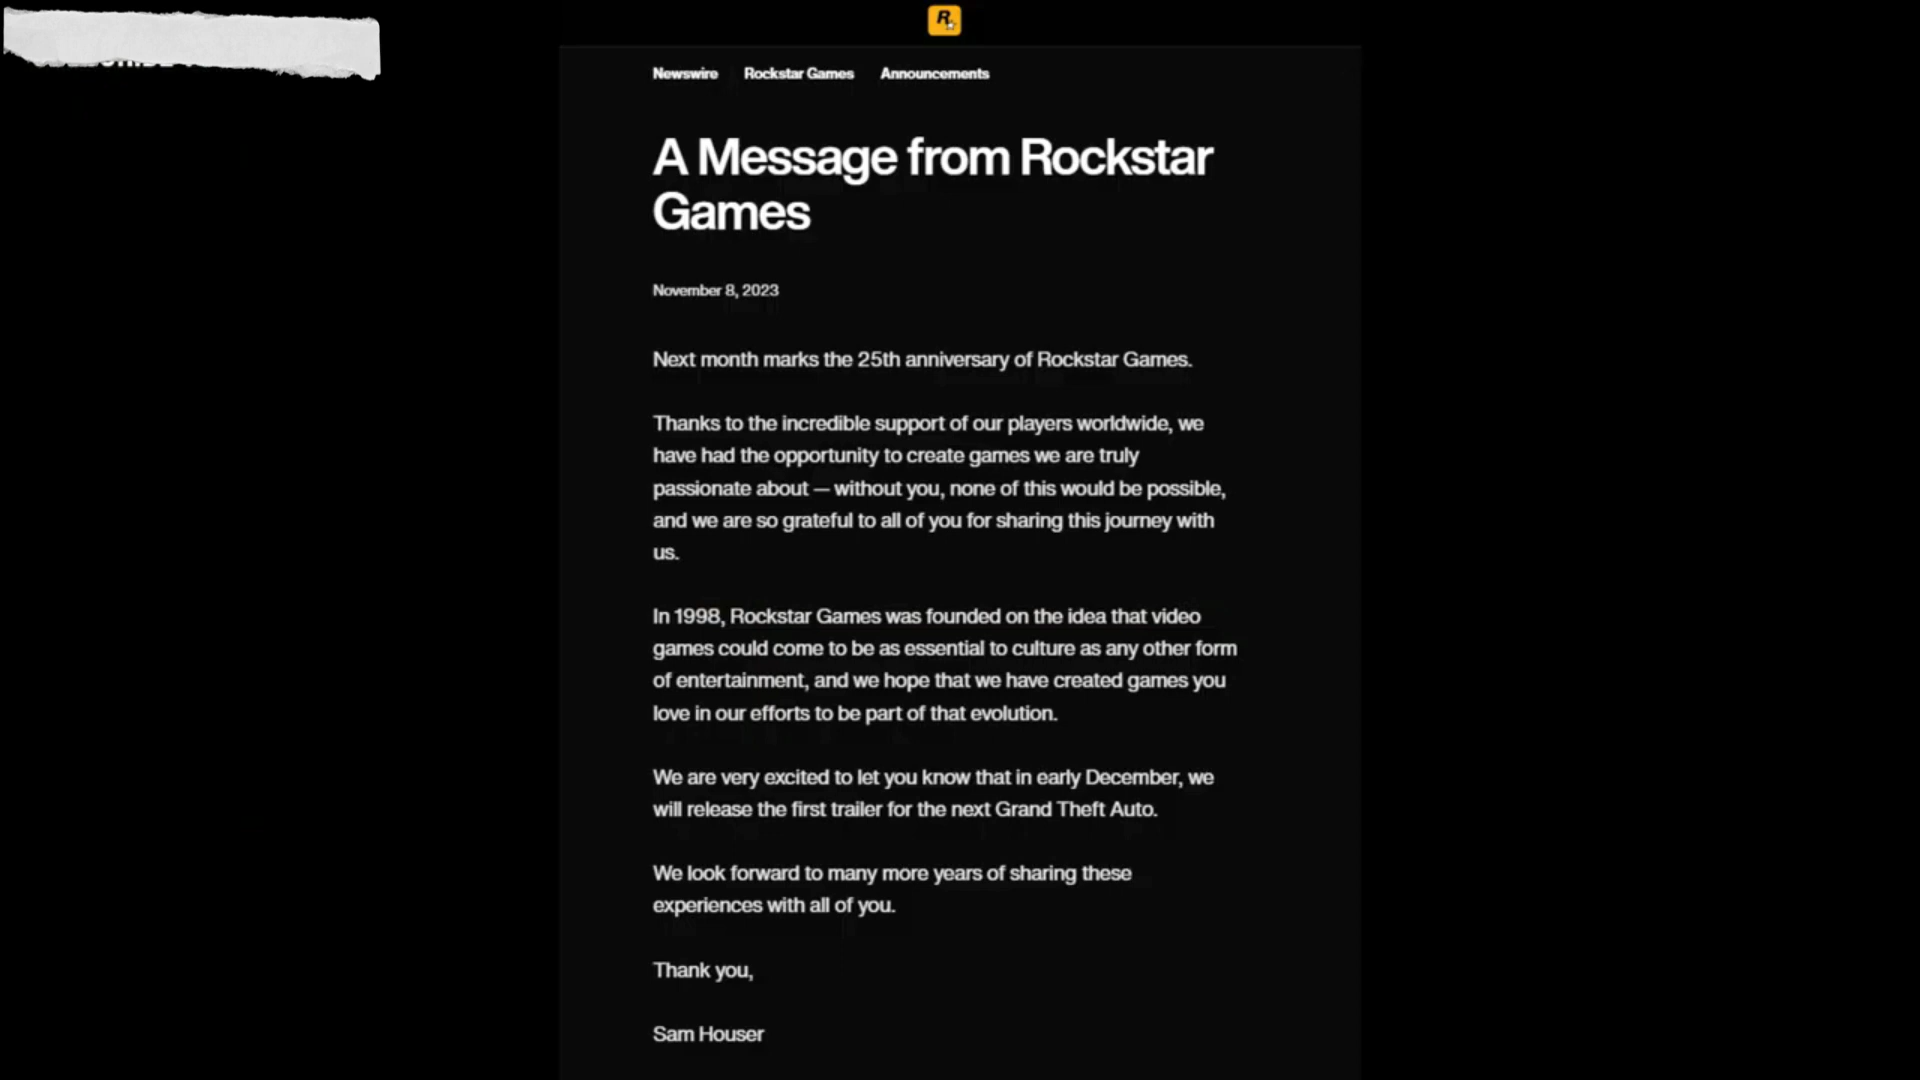 R
Newswire Rockstar Games Announcements
A Message from Rockstar
Games
November 8, 2023
Next month marks the 25th anniversary of Rockstar Games.
Thanks to the incredible support of our players worldwide, we
have had the opportunity to create games we are truly
passionate about — without you, none of this would be possible,
and we are so grateful to all of you for sharing this journey with
us.
In 1998, Rockstar Games was founded on the idea that video
games could come to be as essential to culture as any other form
of entertainment, and we hope that we have created games you
love in our efforts to be part of that evolution.
We are very excited to let you know that in early December, we
will release the first trailer for the next Grand Theft Auto.
We look forward to many more years of sharing these
experiences with all of you.
Thank you,
Sam Houser